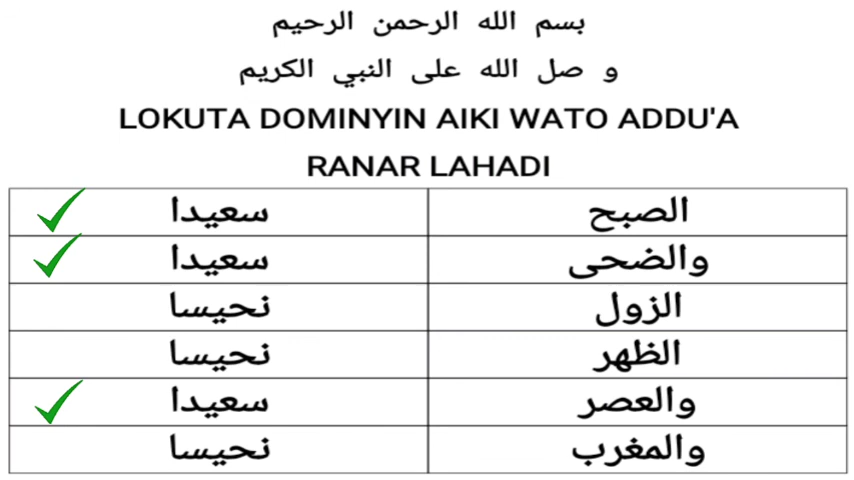 بسم الله الرحمن الرحيم
و صل الله على النبي الكريم
LOKUTA DOMINYIN AIKI WATO ADDU'A
RANAR LAHADI
الصبح سعيدا
والضحى سعيدا
الزول نحيسا
الظهر نحيسا
والعصر سعيدا
والمغرب نحيسا